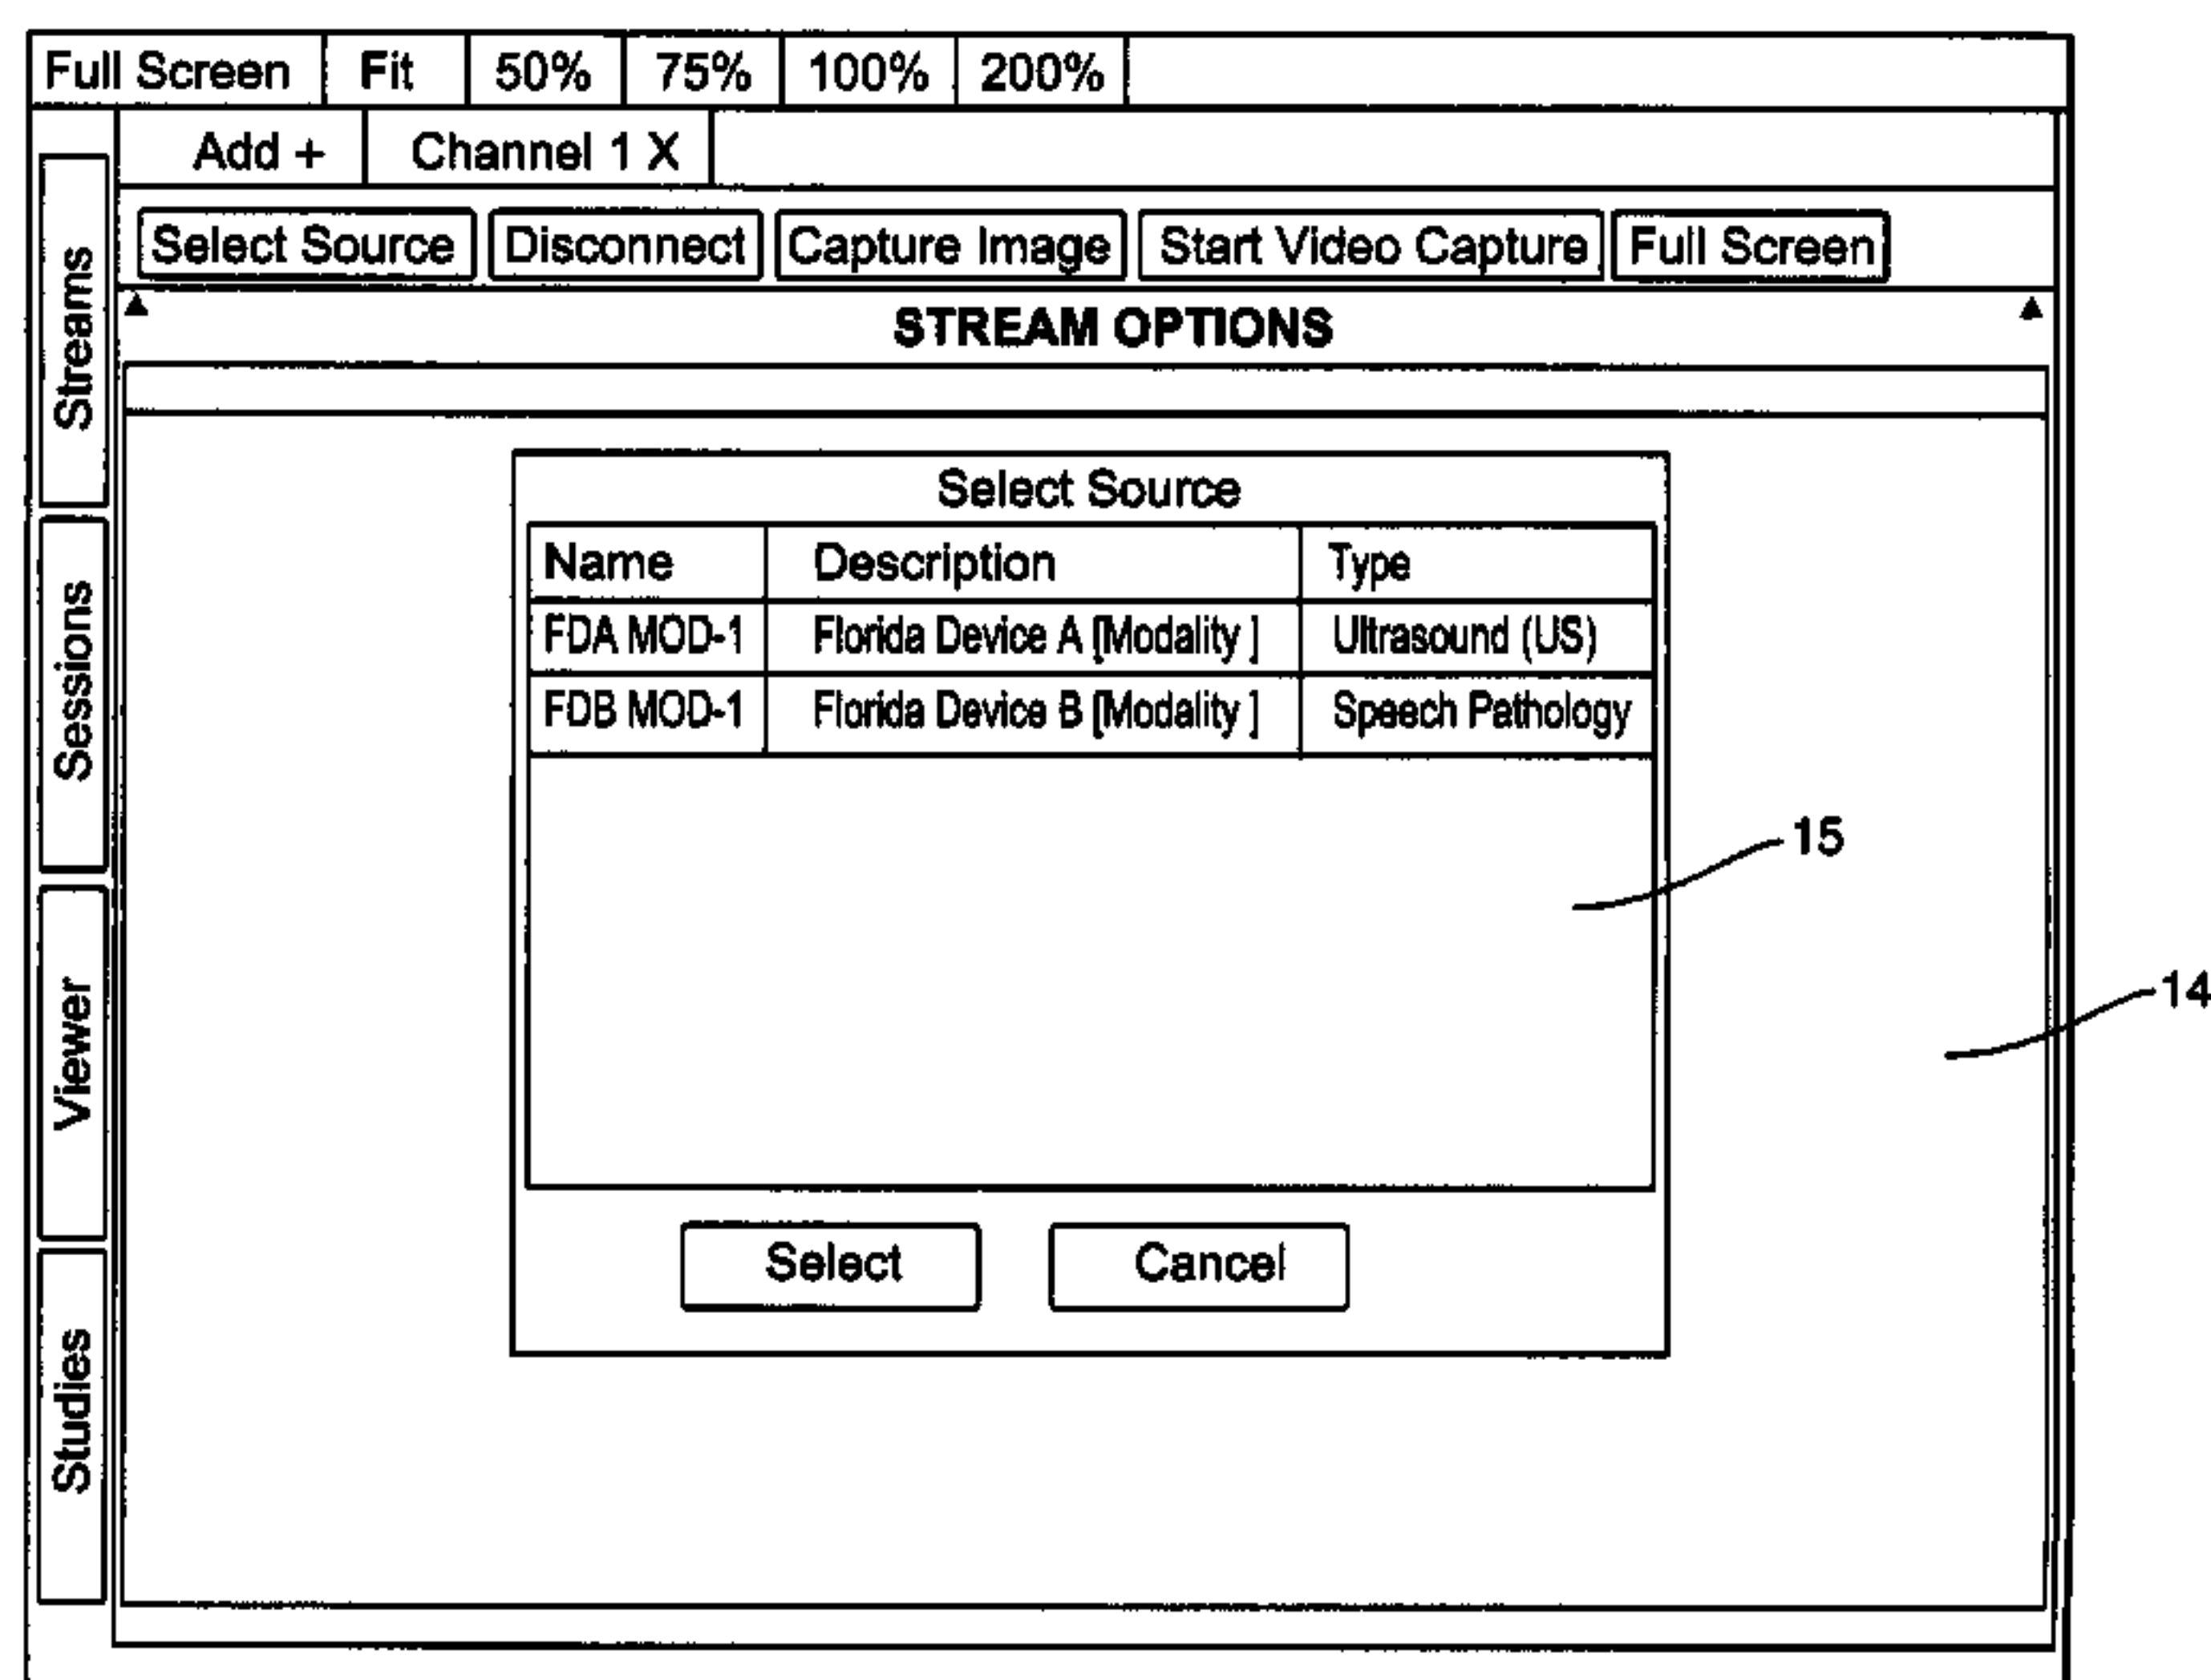 Full Screen Fit 50% 75% 100% 200%
Add + Channel 1 X
Select Source Disconnect Capture Image Start Video Capture Full Screen
STREAM OPTIONS
Streams
Sessions
Viewer
Studies
Select Source
Name Description Type
FDA MOD-1 Florida Device A [Modality ] Ultrasound (US)
FDB MOD-1 Florida Device B [Modality ] Speech Pathology
15
14
Select Cancel